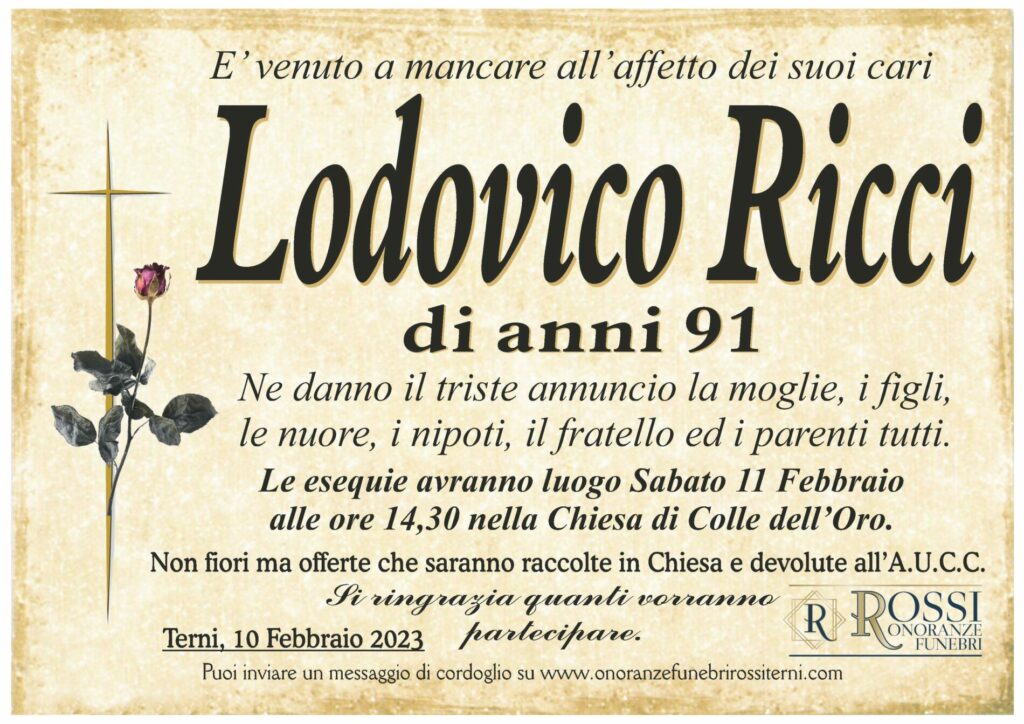 E’ venuto a mancare all’affetto dei suoi cari
Lodovico Ricci
di anni 91
Ne danno il triste annuncio la moglie, i figli,
le nuore, i nipoti, il fratello ed i parenti tutti.
Le esequie avranno luogo Sabato 11 Febbraio
alle ore 14,30 nella Chiesa di Colle dell’Oro.
Non fiori ma offerte che saranno raccolte in Chiesa e devolute all’A.U.C.C.
Si ringrazia quanti vorranno
partecipare.
Terni, 10 Febbraio 2023
R ROSSI
ONORANZE
FUNEBRI
Puoi inviare un messaggio di cordoglio su www.onoranzefunebrirossiterni.com